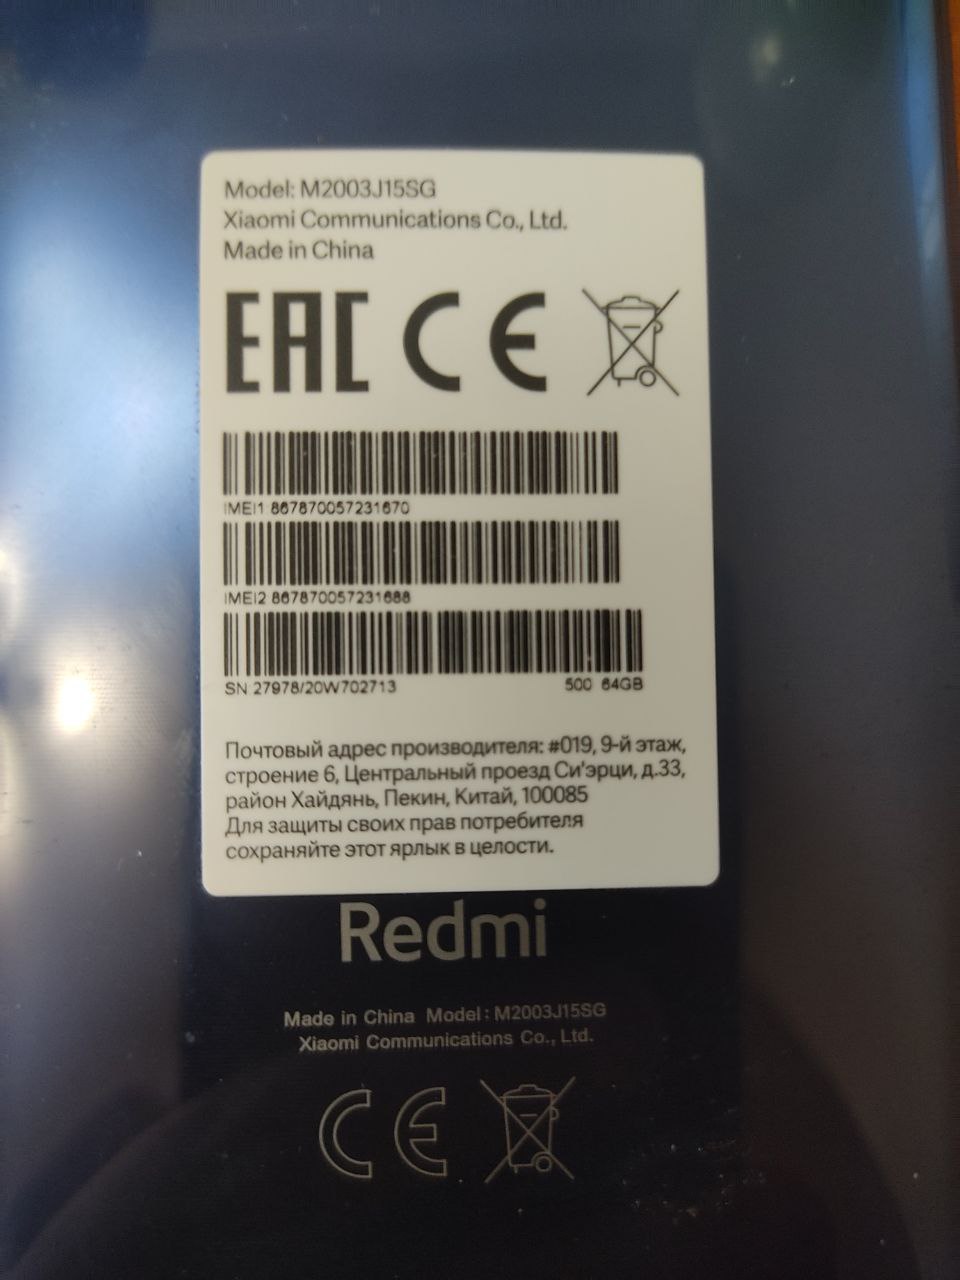 Model: M2003J15SG
Xiaomi Communications Co., Ltd.
Made in China
EAC CE
IMEI1 867870057231670
IMEI2 867870057231688
SN 27978/20W702713 500 64GB
Почтовый адрес производителя: #019, 9-й этаж,
строение 6, Центральный проезд Си'эрци, д.33,
район Хайдянь, Пекин, Китай, 100085
Для защиты своих прав потребителя
сохраняйте этот ярлык в целости.
Redmi
Made in China Model: M2003J15SG
Xiaomi Communications Co., Ltd.
CE